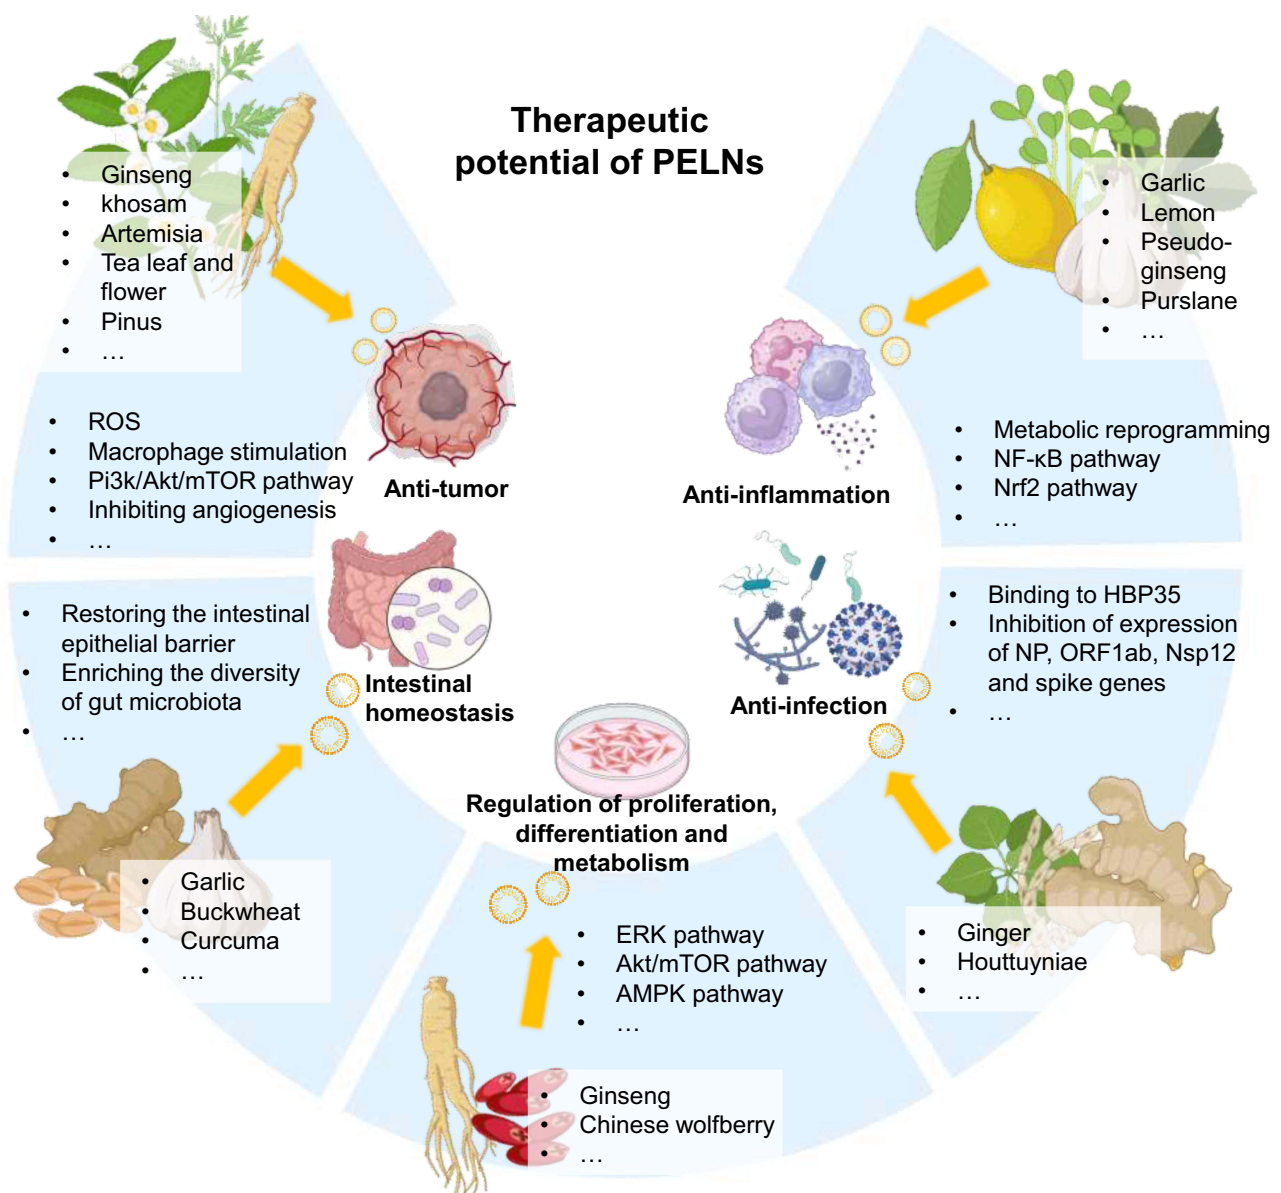 Therapeutic
potential of PELNs
• Ginseng
• khosam
• Artemisia
• Tea leaf and
flower
• Pinus
• …
• ROS
• Macrophage stimulation
• Pi3k/Akt/mTOR pathway
• Inhibiting angiogenesis
• …
Anti-tumor
• Garlic
• Lemon
• Pseudo-
ginseng
• Purslane
• …
• Metabolic reprogramming
• NF-κB pathway
• Nrf2 pathway
• …
Anti-inflammation
• Restoring the intestinal
epithelial barrier
• Enriching the diversity
of gut microbiota
• …
Intestinal
homeostasis
• Garlic
• Buckwheat
• Curcuma
• …
• Binding to HBP35
• Inhibition of expression
of NP, ORF1ab, Nsp12
and spike genes
• …
Anti-infection
• Ginger
• Houttuyniae
• …
Regulation of proliferation,
differentiation and
metabolism
• ERK pathway
• Akt/mTOR pathway
• AMPK pathway
• …
• Ginseng
• Chinese wolfberry
• …